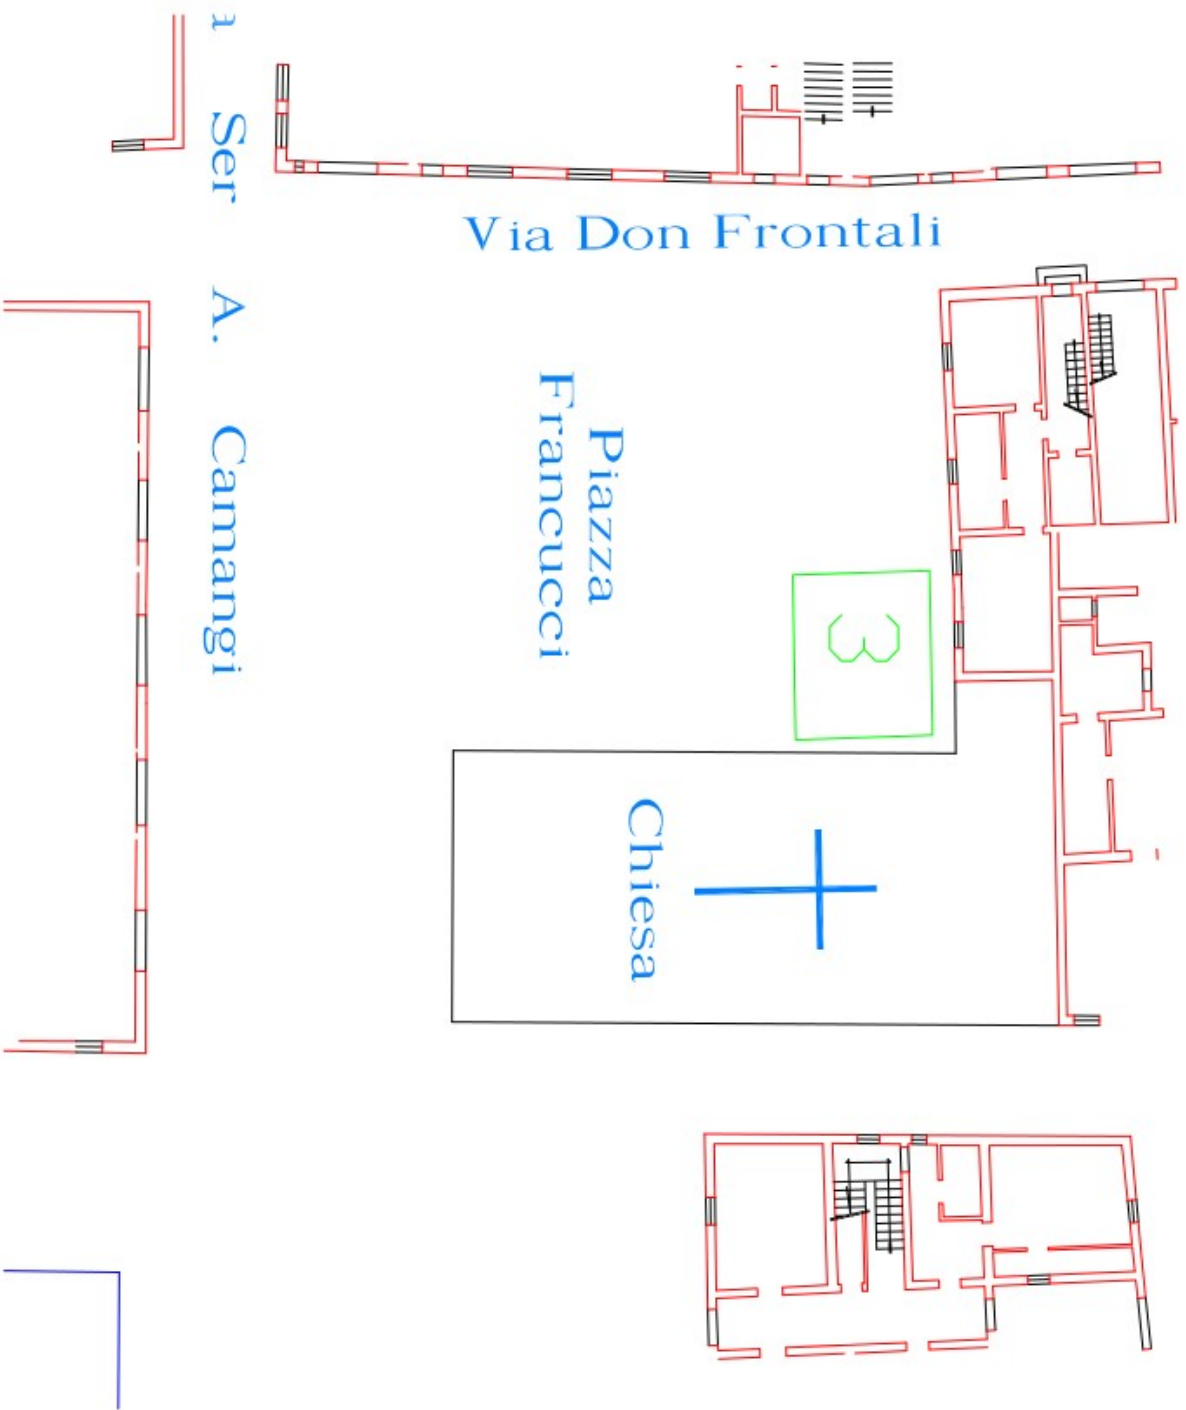 a Ser A. Camangi
Via Don Frontali
Piazza
Francucci
3
Chiesa